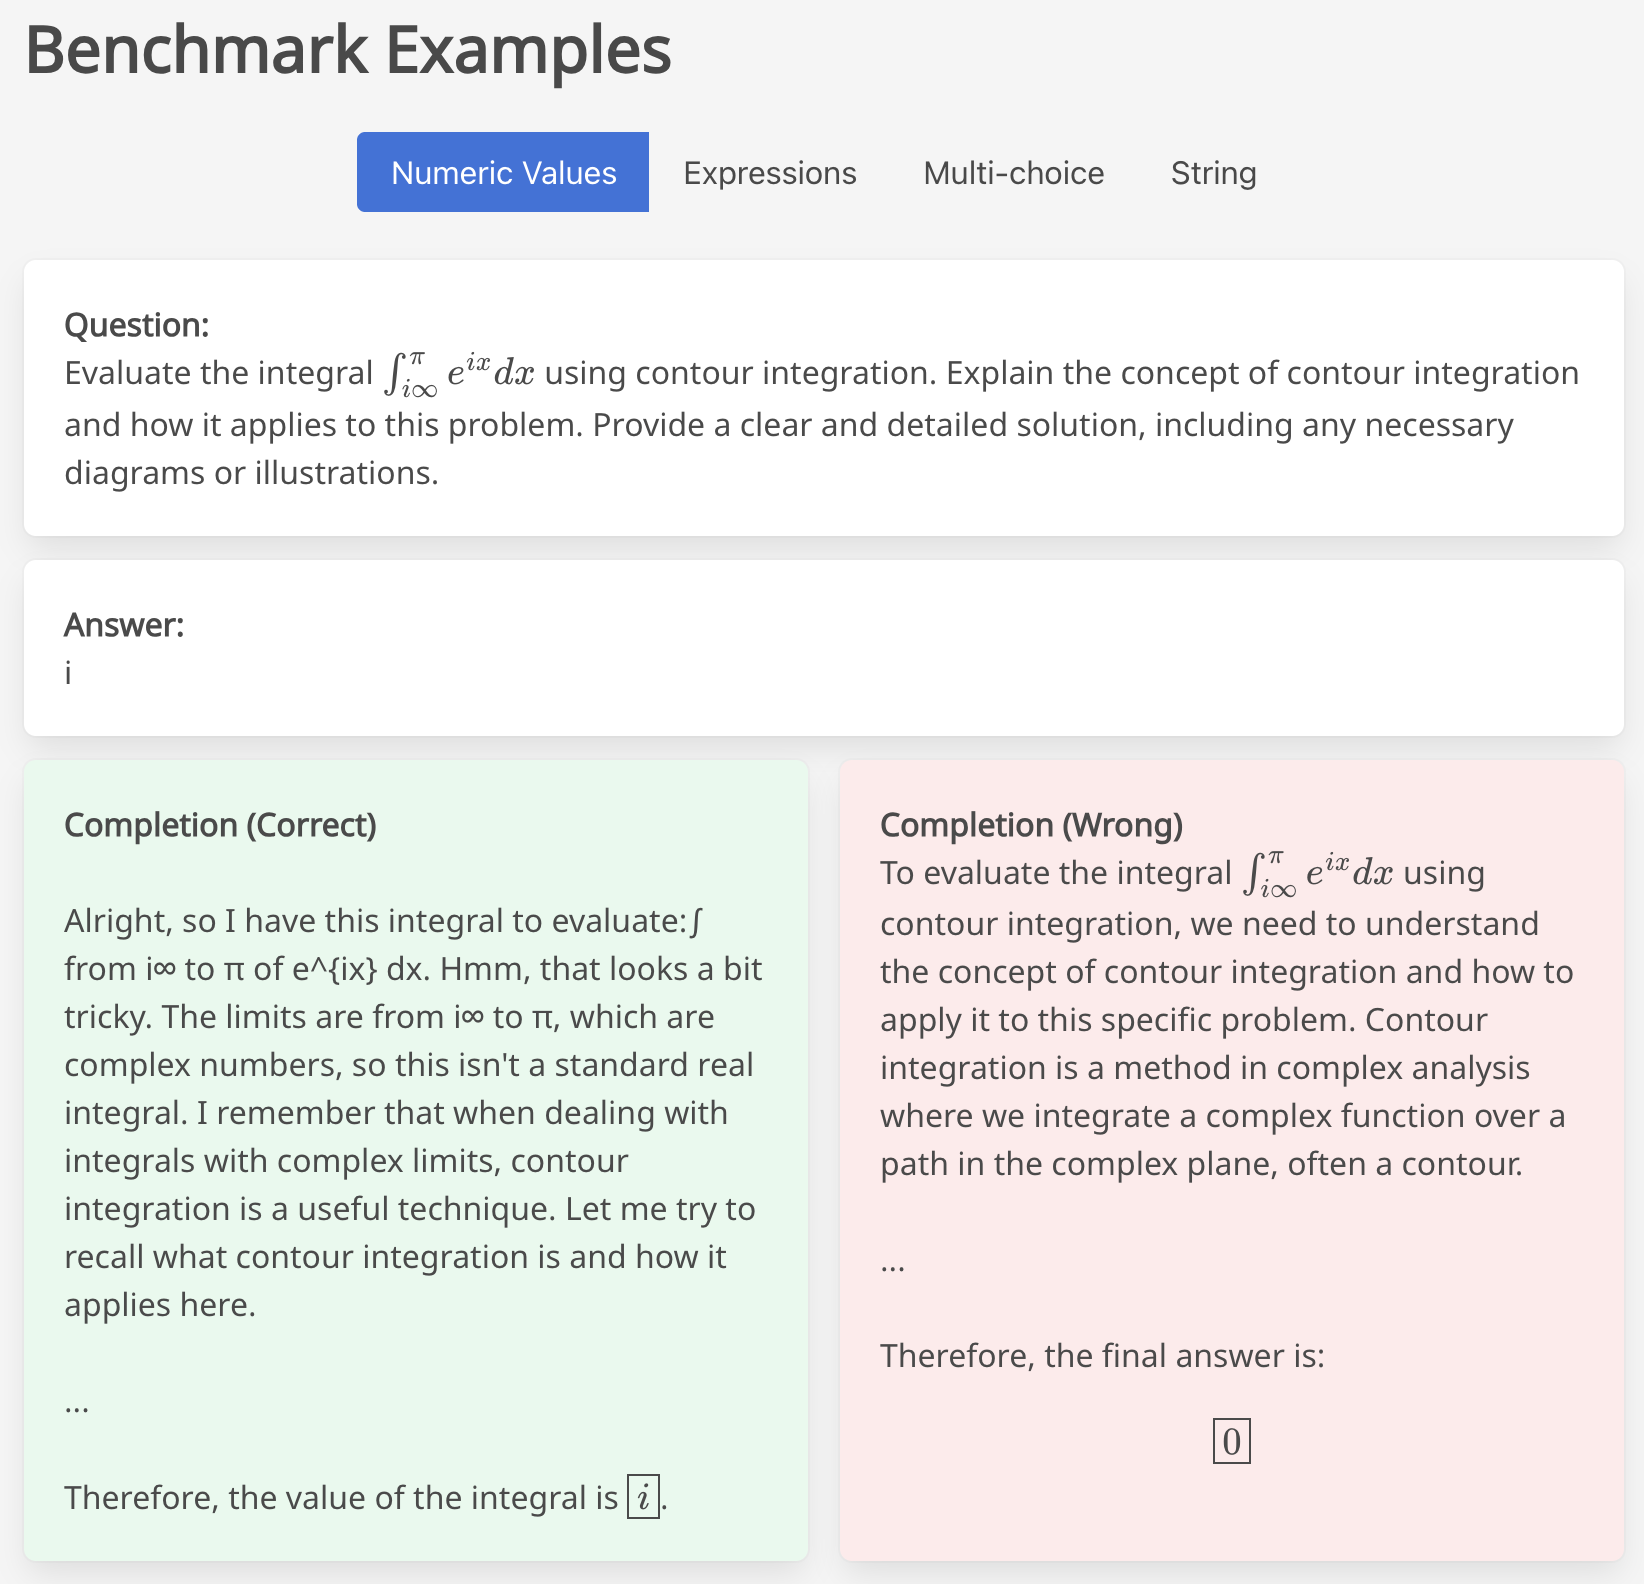 Benchmark Examples
Numeric Values Expressions Multi-choice String
Question:
Evaluate the integral $\int_{i\infty}^{\pi} e^{ix} dx$ using contour integration. Explain the concept of contour integration
and how it applies to this problem. Provide a clear and detailed solution, including any necessary
diagrams or illustrations.
Answer:
i
Completion (Correct)
Alright, so I have this integral to evaluate:∫
from i∞ to π of e^{ix} dx. Hmm, that looks a bit
tricky. The limits are from i∞ to π, which are
complex numbers, so this isn't a standard real
integral. I remember that when dealing with
integrals with complex limits, contour
integration is a useful technique. Let me try to
recall what contour integration is and how it
applies here.
...
Therefore, the value of the integral is $\boxed{i}$.
Completion (Wrong)
To evaluate the integral $\int_{i\infty}^{\pi} e^{ix} dx$ using
contour integration, we need to understand
the concept of contour integration and how to
apply it to this specific problem. Contour
integration is a method in complex analysis
where we integrate a complex function over a
path in the complex plane, often a contour.
...
Therefore, the final answer is:
$\boxed{0}$